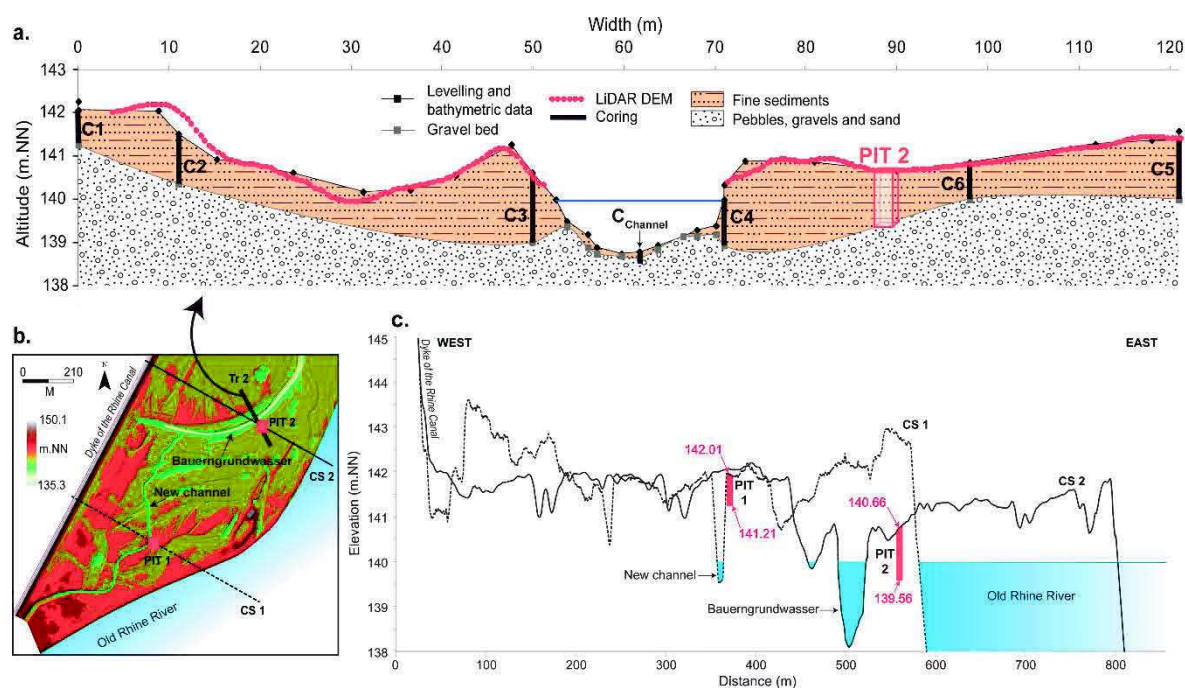 Width (m)
a.
0 10 20 30 40 50 60 70 80 90 100 110 120
143
142
141
140
139
138
Altitude (m.NN)
Levelling and
bathymetric data
Gravel bed
LiDAR DEM
Coring
Fine sediments
Pebbles, gravels and sand
C1
C2
C3
C Channel
C4
PIT 2
C6
C5
b.
0 210
M
N
150.1
m.NN
135.3
Dyke of the Rhine Canal
Tr 2
PIT 2
Bauerngrundwasser
CS 2
New channel
PIT 1
CS 1
Old Rhine River
c.
145
144
143
142
141
140
139
138
Elevation (m.NN)
WEST
EAST
Dyke of the Rhine Canal
CS 1
142.01
PIT
1
141.21
140.66
CS 2
PIT
2
139.56
New channel
Bauerngrundwasser
Old Rhine River
0 100 200 300 400 500 600 700 800
Distance (m)